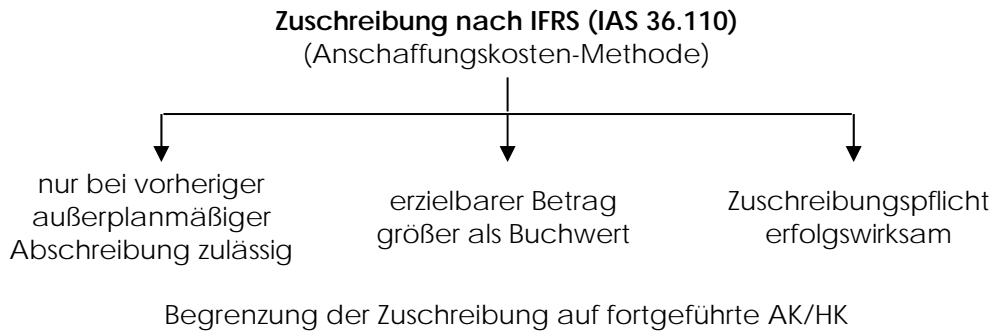 Zuschreibung nach IFRS (IAS 36.110)
(Anschaffungskosten-Methode)
nur bei vorheriger
außerplanmäßiger
Abschreibung zulässig
erzielbarer Betrag
größer als Buchwert
Zuschreibungspflicht
erfolgswirksam
Begrenzung der Zuschreibung auf fortgeführte AK/HK